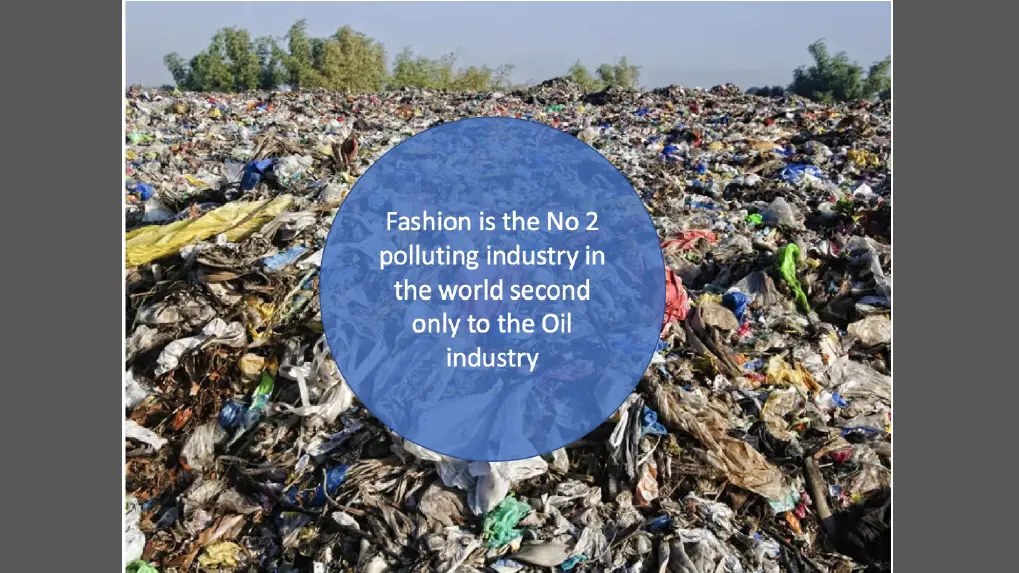 Fashion is the No 2
polluting industry in
the world second
only to the Oil
industry